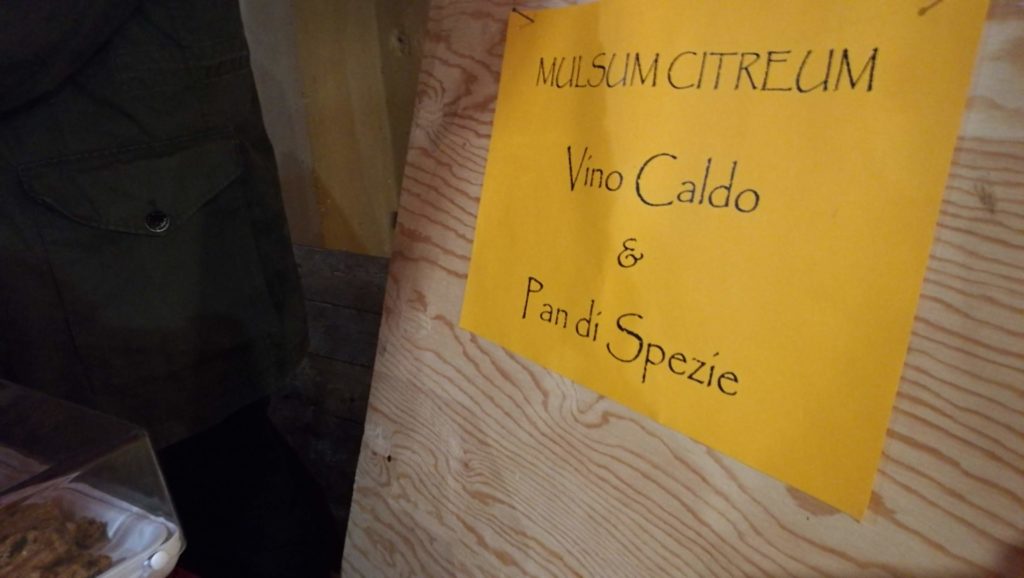 MULSUM CITREUM
Vino Caldo
&
Pan di Spezie